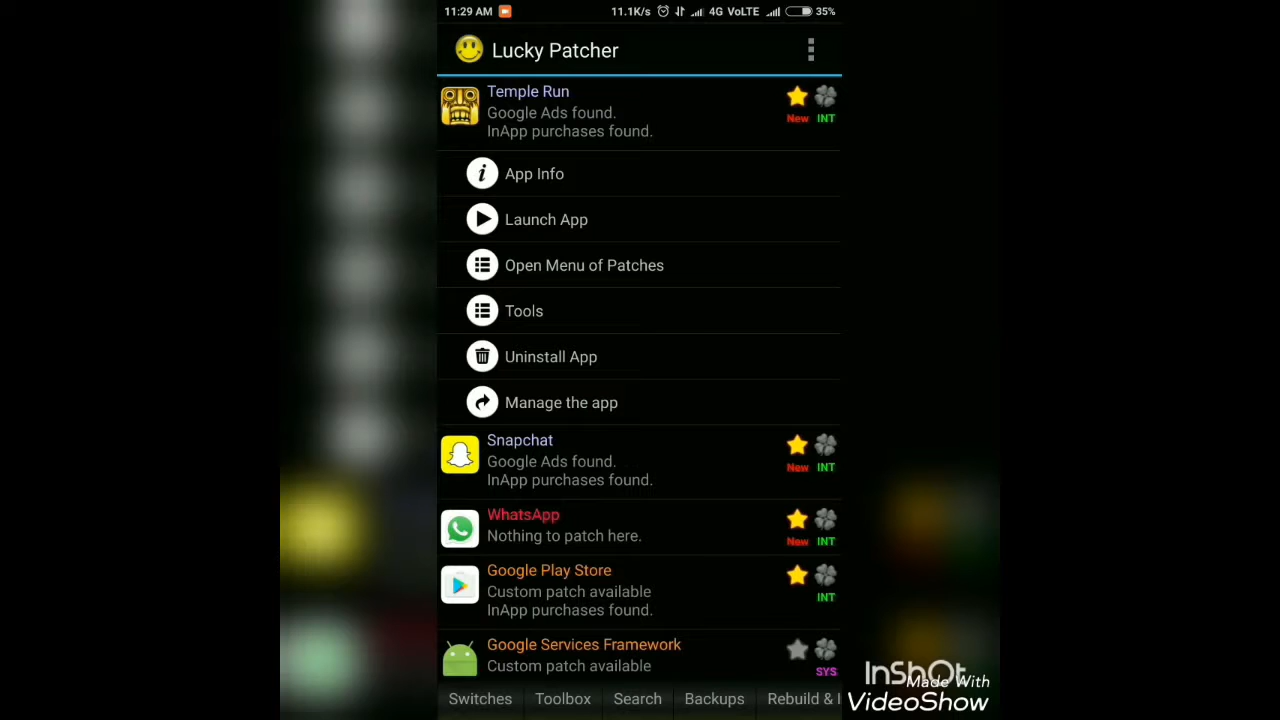 11:29 AM 11.1K/s 4G VoLTE 35%
Lucky Patcher
Temple Run
Google Ads found.
InApp purchases found.
New INT
App Info
Launch App
Open Menu of Patches
Tools
Uninstall App
Manage the app
Snapchat
Google Ads found.
InApp purchases found.
New INT
WhatsApp
Nothing to patch here.
New INT
Google Play Store
Custom patch available
InApp purchases found.
INT
Google Services Framework
Custom patch available
SYS
Switches Toolbox Search Backups Rebuild & I
InShOt
Made With
VideoShow